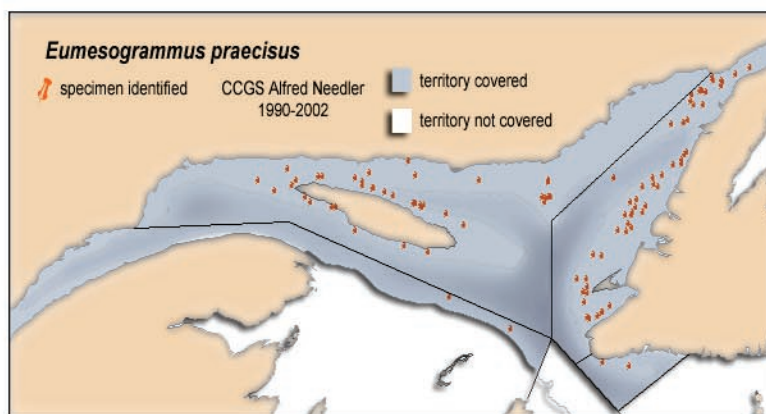 Eumesogrammus praecisus
specimen identified
CCGS Alfred Needler
1990-2002
territory covered
territory not covered